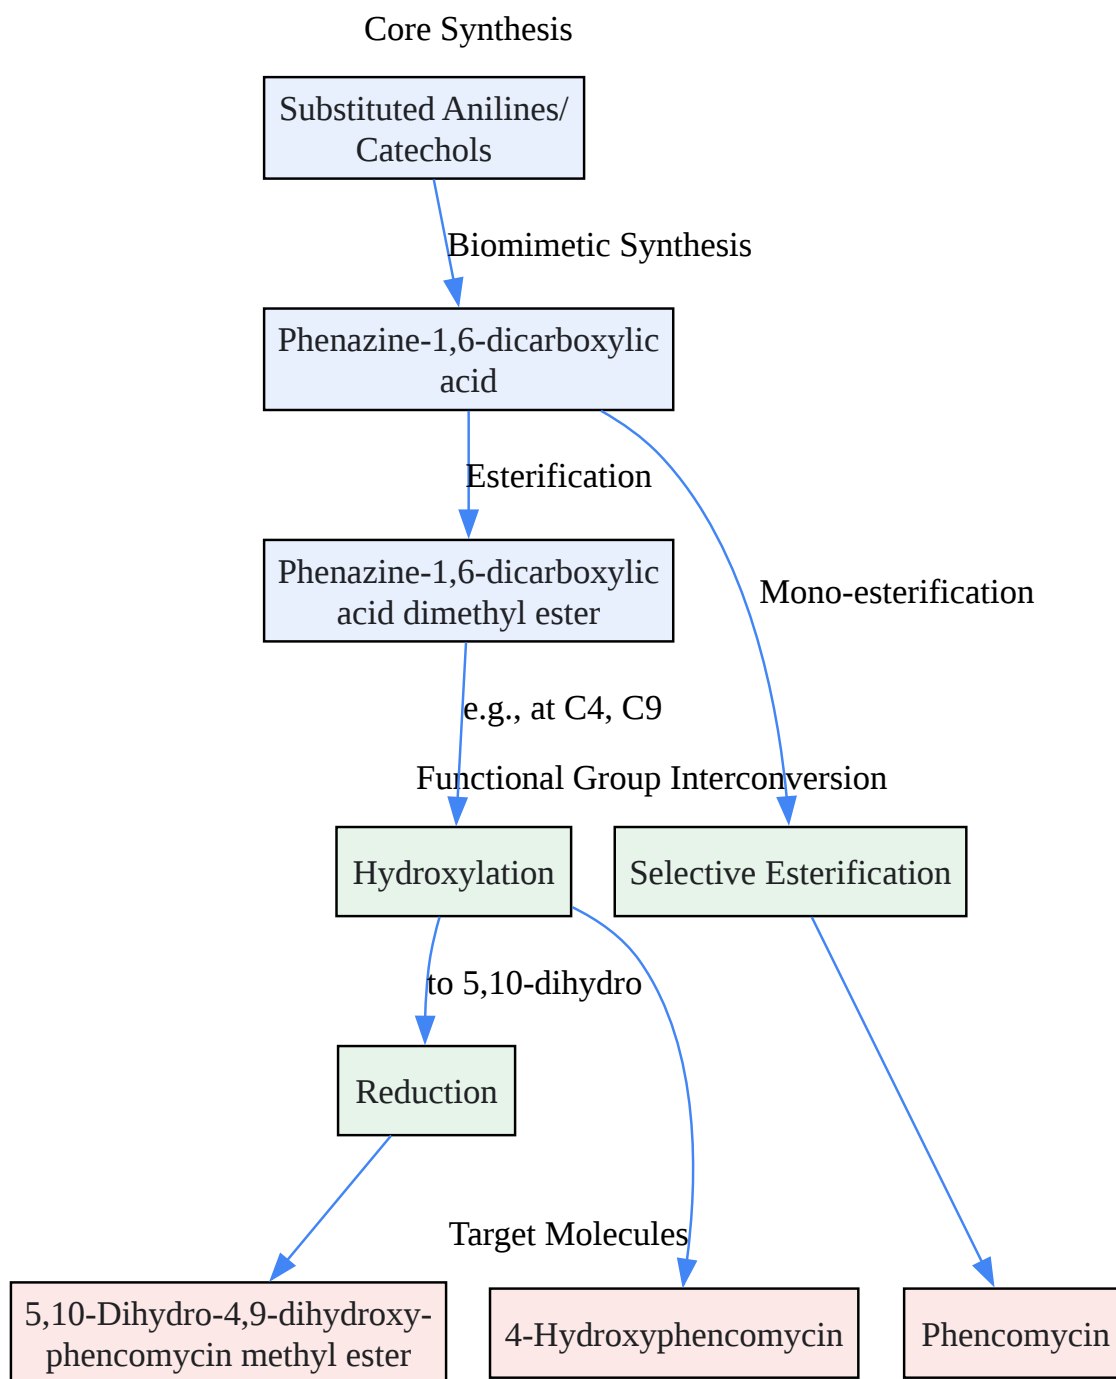 Core Synthesis
Substituted Anilines/
Catechols
Biomimetic Synthesis
Phenazine-1,6-dicarboxylic
acid
Esterification
Phenazine-1,6-dicarboxylic
acid dimethyl ester
Mono-esterification
e.g., at C4, C9
Functional Group Interconversion
Hydroxylation
Selective Esterification
to 5,10-dihydro
Reduction
Target Molecules
5,10-Dihydro-4,9-dihydroxy-
phencomycin methyl ester
4-Hydroxyphencomycin
Phencomycin